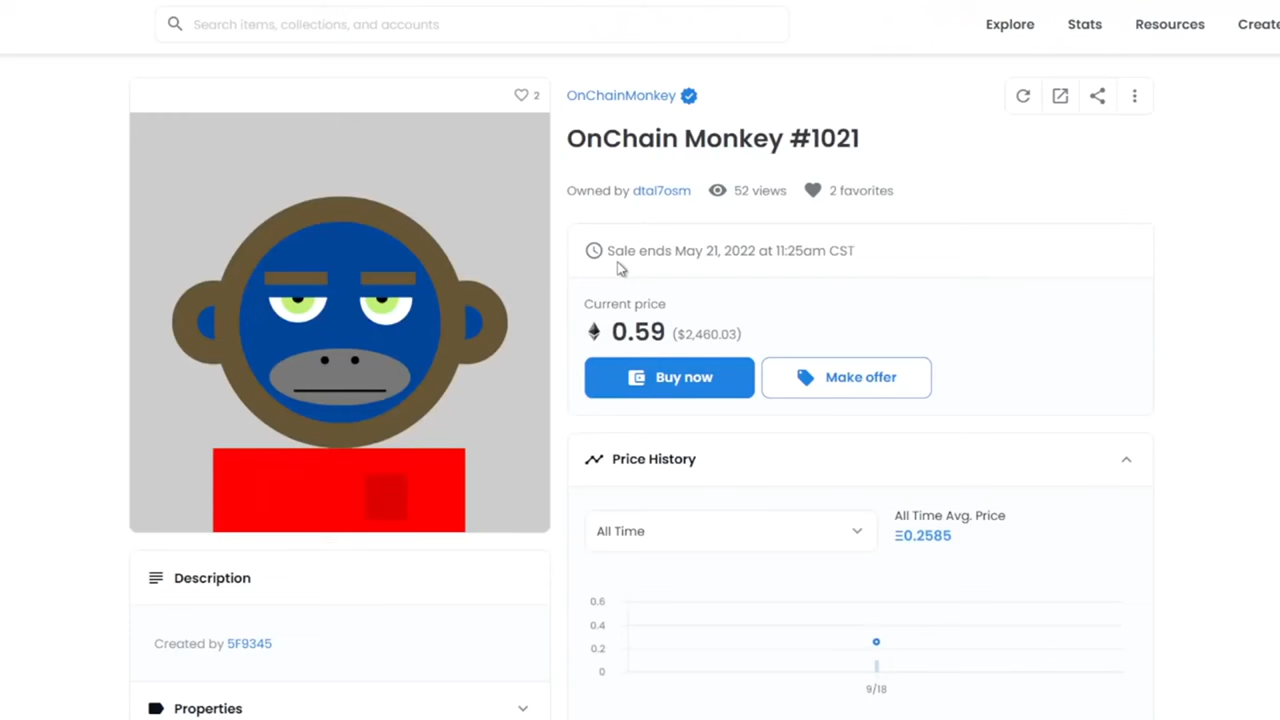 Search items, collections, and accounts
Explore
Stats
Resources
Create
2
OnChainMonkey
OnChain Monkey #1021
Owned by dtal7osm
52 views
2 favorites
Sale ends May 21, 2022 at 11:25am CST
Current price
0.59 ($2,460.03)
Buy now
Make offer
Price History
All Time
All Time Avg. Price
Ξ0.2585
0.6
0.4
0.2
0
9/18
Description
Created by 5F9345
Properties